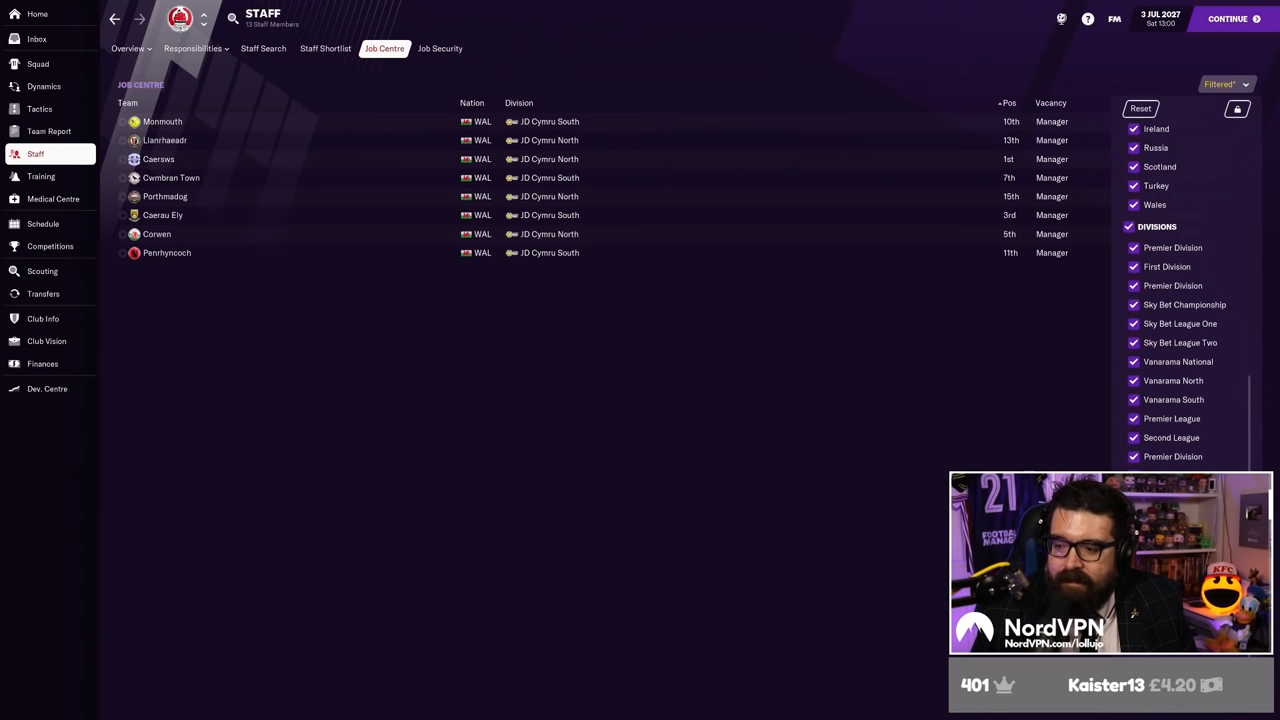 Home
Inbox
Squad
Dynamics
Tactics
Team Report
Staff
Training
Medical Centre
Schedule
Competitions
Scouting
Transfers
Club Info
Club Vision
Finances
Dev. Centre
STAFF
13 Staff Members
FM
3 JUL 2027
Sat 13:00
CONTINUE
Overview Responsibilities Staff Search Staff Shortlist Job Centre Job Security
JOB CENTRE
Filtered*
Team Nation Division Pos Vacancy
Monmouth WAL JD Cymru South 10th Manager
Llanrhaeadr WAL JD Cymru North 13th Manager
Caersws WAL JD Cymru North 1st Manager
Cwmbran Town WAL JD Cymru South 7th Manager
Porthmadog WAL JD Cymru North 15th Manager
Caerau Ely WAL JD Cymru South 3rd Manager
Corwen WAL JD Cymru North 5th Manager
Penrhyncoch WAL JD Cymru South 11th Manager
Reset
Ireland
Russia
Scotland
Turkey
Wales
DIVISIONS
Premier Division
First Division
Premier Division
Sky Bet Championship
Sky Bet League One
Sky Bet League Two
Vanarama National
Vanarama North
Vanarama South
Premier League
Second League
Premier Division
21
FOOTBALL
MANAGER
KFC
NordVPN
NordVPN.com/lollujo
401
Kaister13 £4.20